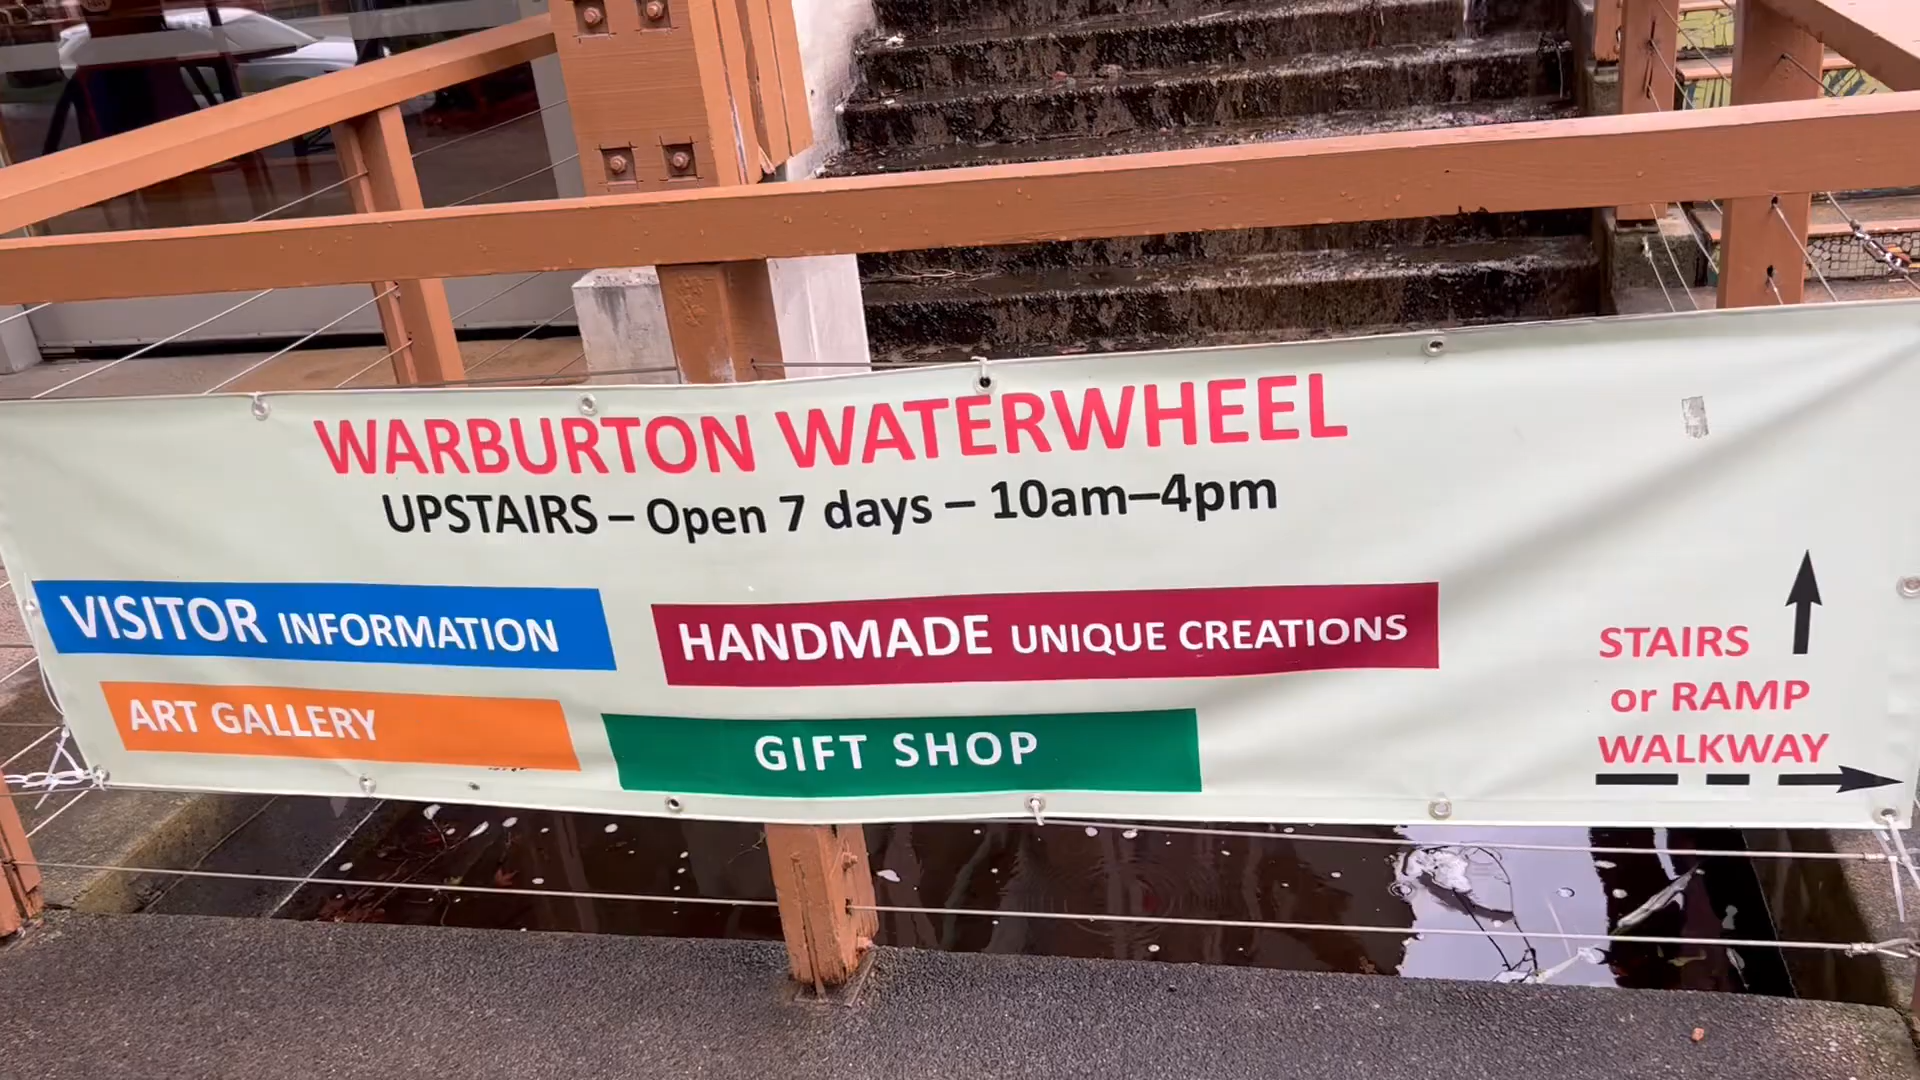 WARBURTON WATERWHEEL
UPSTAIRS – Open 7 days – 10am–4pm
VISITOR INFORMATION
HANDMADE UNIQUE CREATIONS
ART GALLERY
GIFT SHOP
STAIRS
or RAMP
WALKWAY